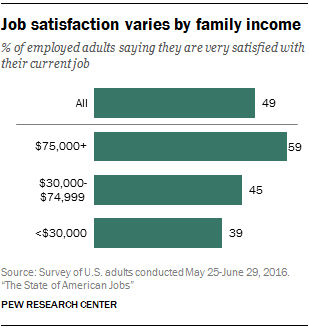 Job satisfaction varies by family income
% of employed adults saying they are very satisfied with
their current job
All 49
$75,000+ 59
$30,000-
$74,999 45
<$30,000 39
Source: Survey of U.S. adults conducted May 25-June 29, 2016.
“The State of American Jobs”
PEW RESEARCH CENTER